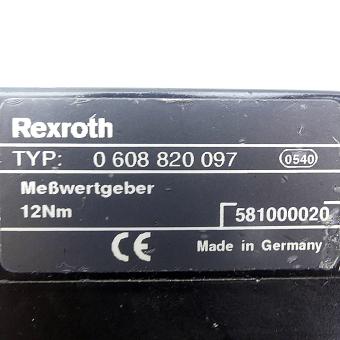 Rexroth
TYP: 0 608 820 097 0540
Meßwertgeber
12Nm 581000020
CE Made in Germany